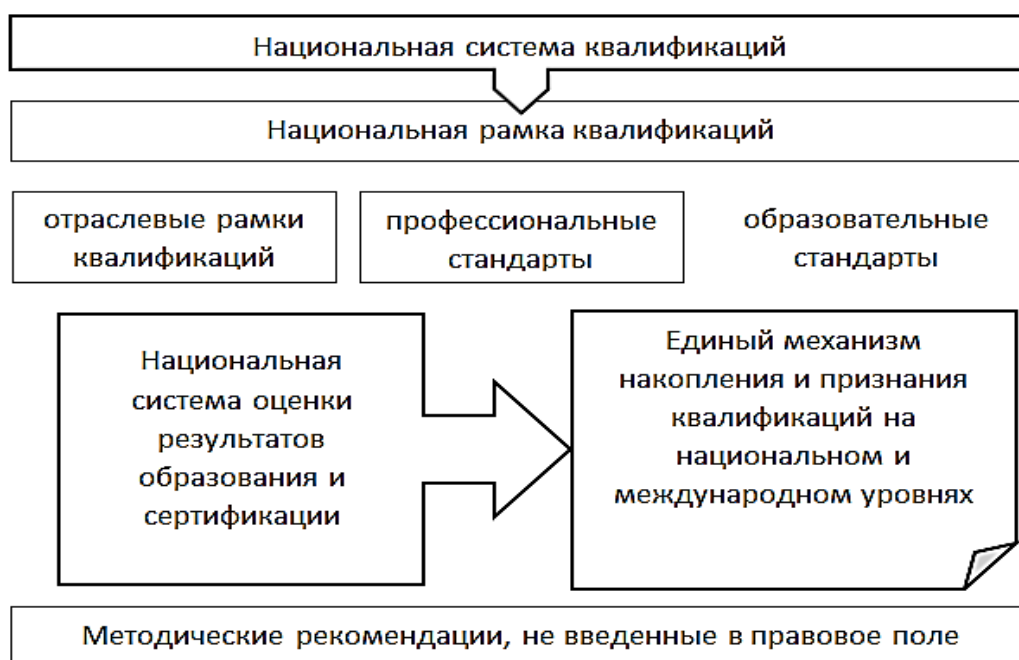 Национальная система квалификаций
Национальная рамка квалификаций
отраслевые рамки
квалификаций
профессиональные
стандарты
образовательные
стандарты
Национальная
система оценки
результатов
образования и
сертификации
Единый механизм
накопления и признания
квалификаций на
национальном и
международном уровнях
Методические рекомендации, не введенные в правовое поле